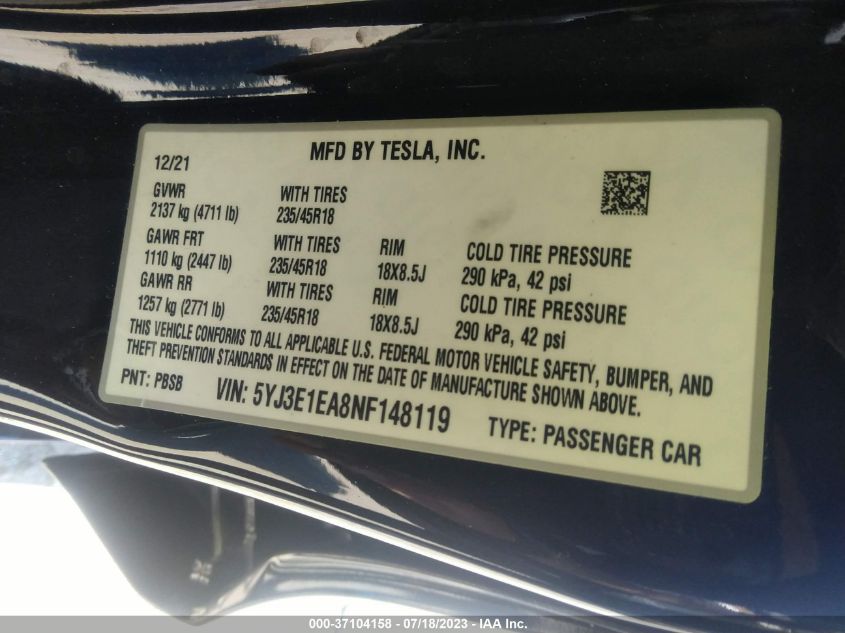 12/21
MFD BY TESLA, INC.
GVWR
2137 kg (4711 lb)
WITH TIRES
235/45R18
GAWR FRT
1110 kg (2447 lb)
WITH TIRES
235/45R18
RIM
18X8.5J
COLD TIRE PRESSURE
290 kPa, 42 psi
GAWR RR
1257 kg (2771 lb)
WITH TIRES
235/45R18
RIM
18X8.5J
COLD TIRE PRESSURE
290 kPa, 42 psi
THIS VEHICLE CONFORMS TO ALL APPLICABLE U.S. FEDERAL MOTOR VEHICLE SAFETY, BUMPER, AND
THEFT PREVENTION STANDARDS IN EFFECT ON THE DATE OF MANUFACTURE SHOWN ABOVE.
PNT: PBSB
VIN: 5YJ3E1EA8NF148119
TYPE: PASSENGER CAR
000-37104158 - 07/18/2023 - IAA Inc.